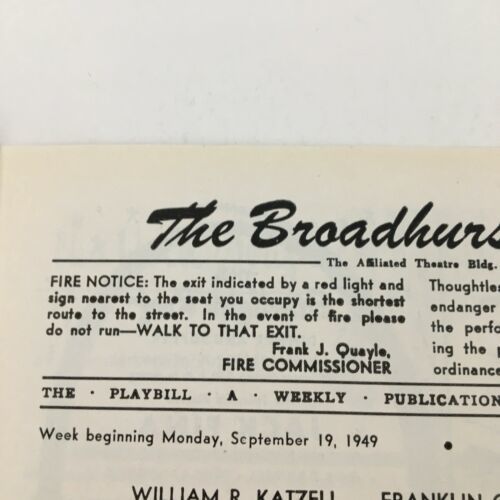 The Broadhurs
The Affiliated Theatre Bldg.
FIRE NOTICE: The exit indicated by a red light and
sign nearest to the seat you occupy is the shortest
route to the street. In the event of fire please
do not run—WALK TO THAT EXIT.
Frank J. Quayle,
FIRE COMMISSIONER
Thoughtles
endanger
the perfo
ing the p
ordinance
THE · PLAYBILL · A · WEEKLY · PUBLICATION
Week beginning Monday, September 19, 1949 •
WILLIAM R. KATZELL FRANKLIN G